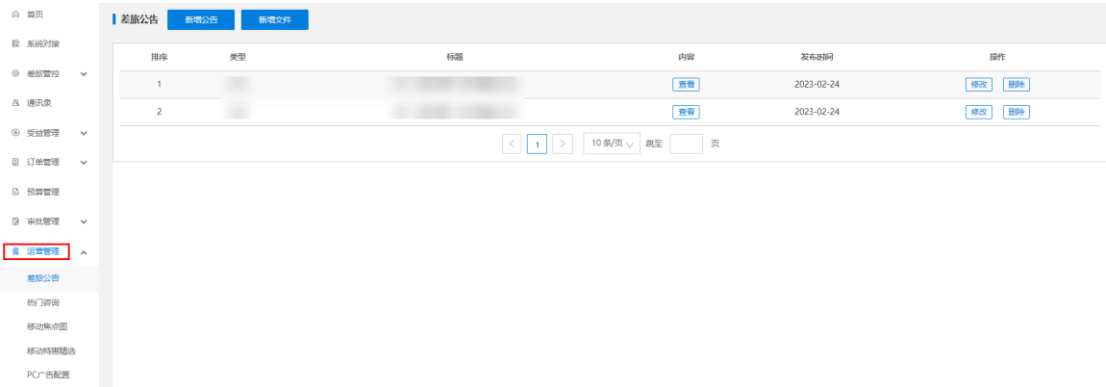 首页
系统对接
差旅管控
通讯录
受益管理
订单管理
预算管理
审批管理
运营管理
差旅公告
热门咨询
移动焦点图
移动特惠精选
PC广告配置
差旅公告 新增公告 新增文件
排序 类型 标题 内容 发布时间 操作
1 查看 2023-02-24 修改 删除
2 查看 2023-02-24 修改 删除
< 1 > 10 条/页 跳至 页